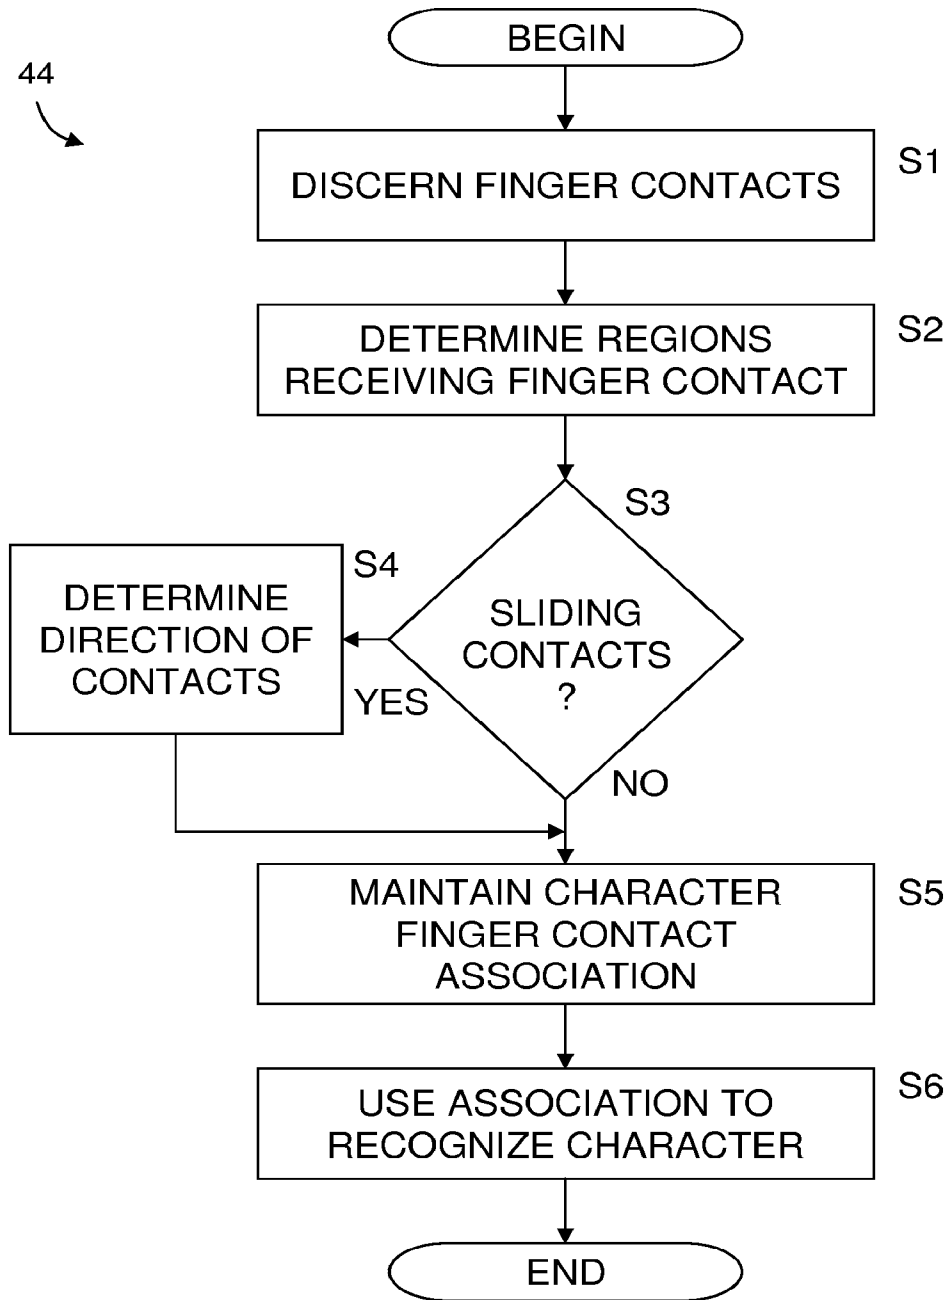 BEGIN
44
DISCERN FINGER CONTACTS
S1
DETERMINE REGIONS
RECEIVING FINGER CONTACT
S2
S3
SLIDING
CONTACTS
?
S4
DETERMINE
DIRECTION OF
CONTACTS
YES
NO
MAINTAIN CHARACTER
FINGER CONTACT
ASSOCIATION
S5
USE ASSOCIATION TO
RECOGNIZE CHARACTER
S6
END